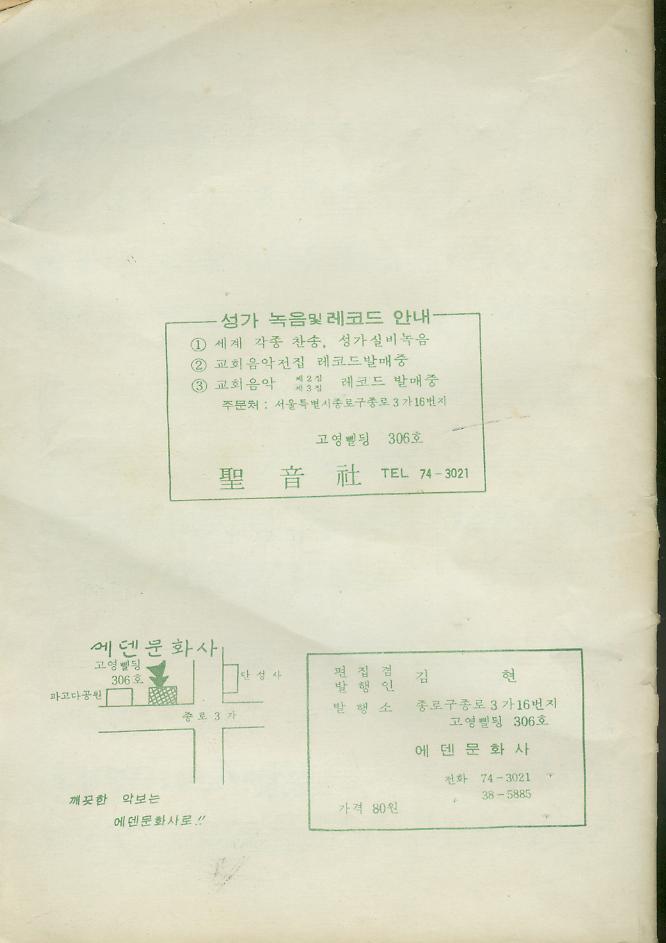 성가 녹음및레코드 안내
① 세계 각종 찬송, 성가실비녹음
② 교회음악전집 레코드발매중
③ 교회음악 제2집 제3집 레코드 발매중
주문처 : 서울특별시종로구종로3가16번지
고영삘딩 306호
聖音社 TEL 74-3021
에덴문화사
고영삘딩
306호
파고다공원
단성사
종로3가
깨끗한 악보는
에덴문화사로!!
편집겸
발행인 김 현
발행소 종로구종로3가16번지
고영삘딩 306호
에덴문화사
전화 74-3021
38-5885
가격 80원